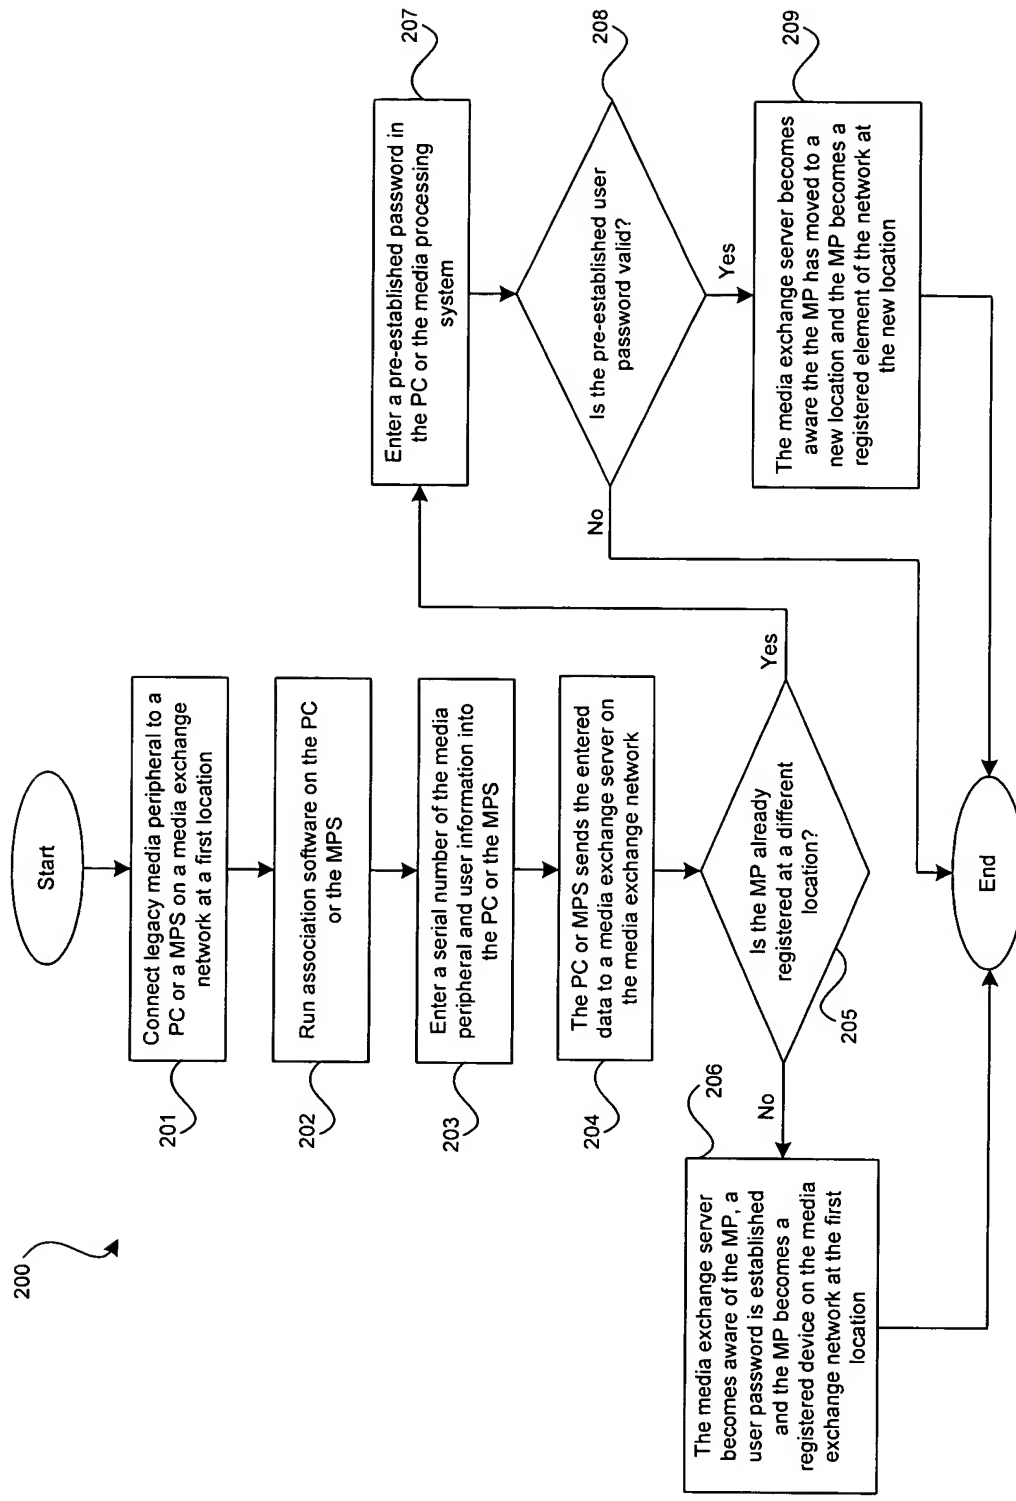 200
Start
Connect legacy media peripheral to a
PC or a MPS on a media exchange
network at a first location
201
Run association software on the PC
or the MPS
202
Enter a serial number of the media
peripheral and user information into
the PC or the MPS
203
The PC or MPS sends the entered
data to a media exchange server on
the media exchange network
204
Is the MP already
registered at a different
location?
205
No
Yes
The media exchange server
becomes aware of the MP, a
user password is established
and the MP becomes a
registered device on the media
exchange network at the first
location
206
Enter a pre-established password in
the PC or the media processing
system
207
Is the pre-established user
password valid?
208
No
Yes
The media exchange server becomes
aware the the MP has moved to a
new location and the MP becomes a
registered element of the network at
the new location
209
End